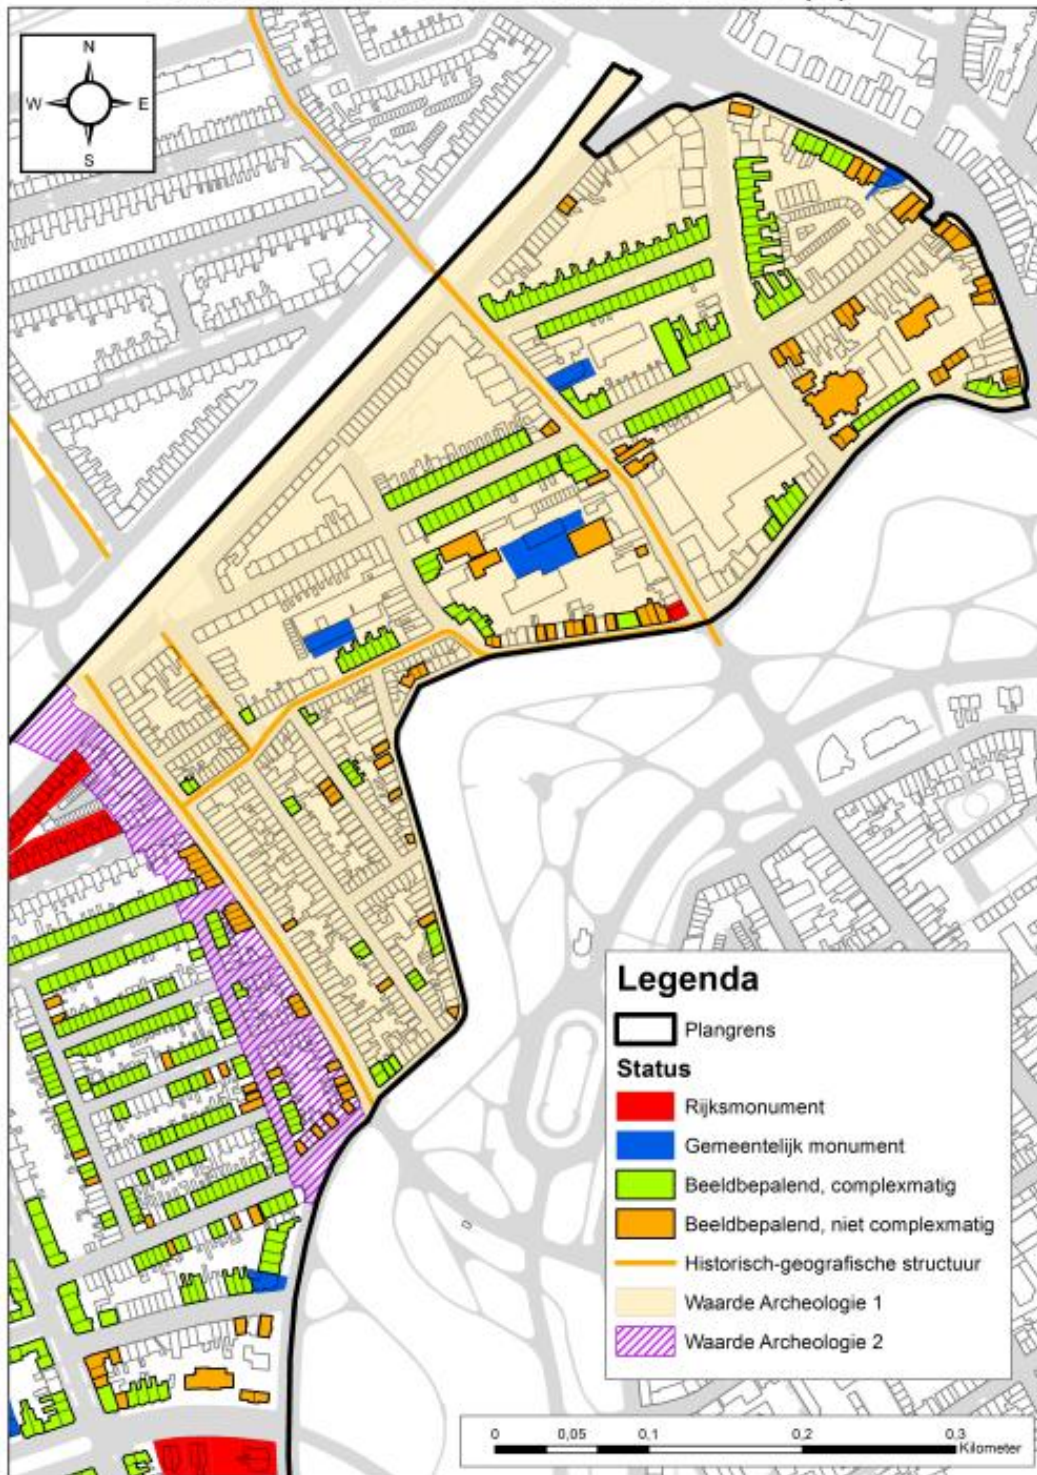 N
W E
S
Legenda
Plangrens
Status
Rijksmonument
Gemeentelijk monument
Beeldbepalend, complexmatig
Beeldbepalend, niet complexmatig
Historisch-geografische structuur
Waarde Archeologie 1
Waarde Archeologie 2
0 0,05 0,1 0,2 0,3
Kilometer